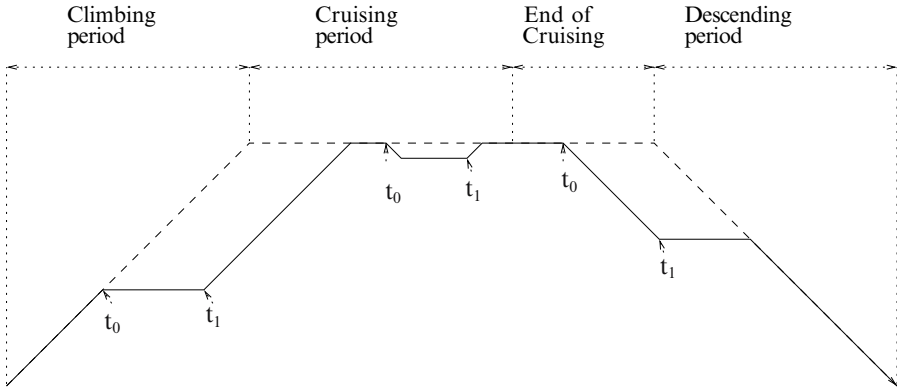 Climbing
period
Cruising
period
End of
Cruising
Descending
period
t0
t1
t0
t1
t0
t1